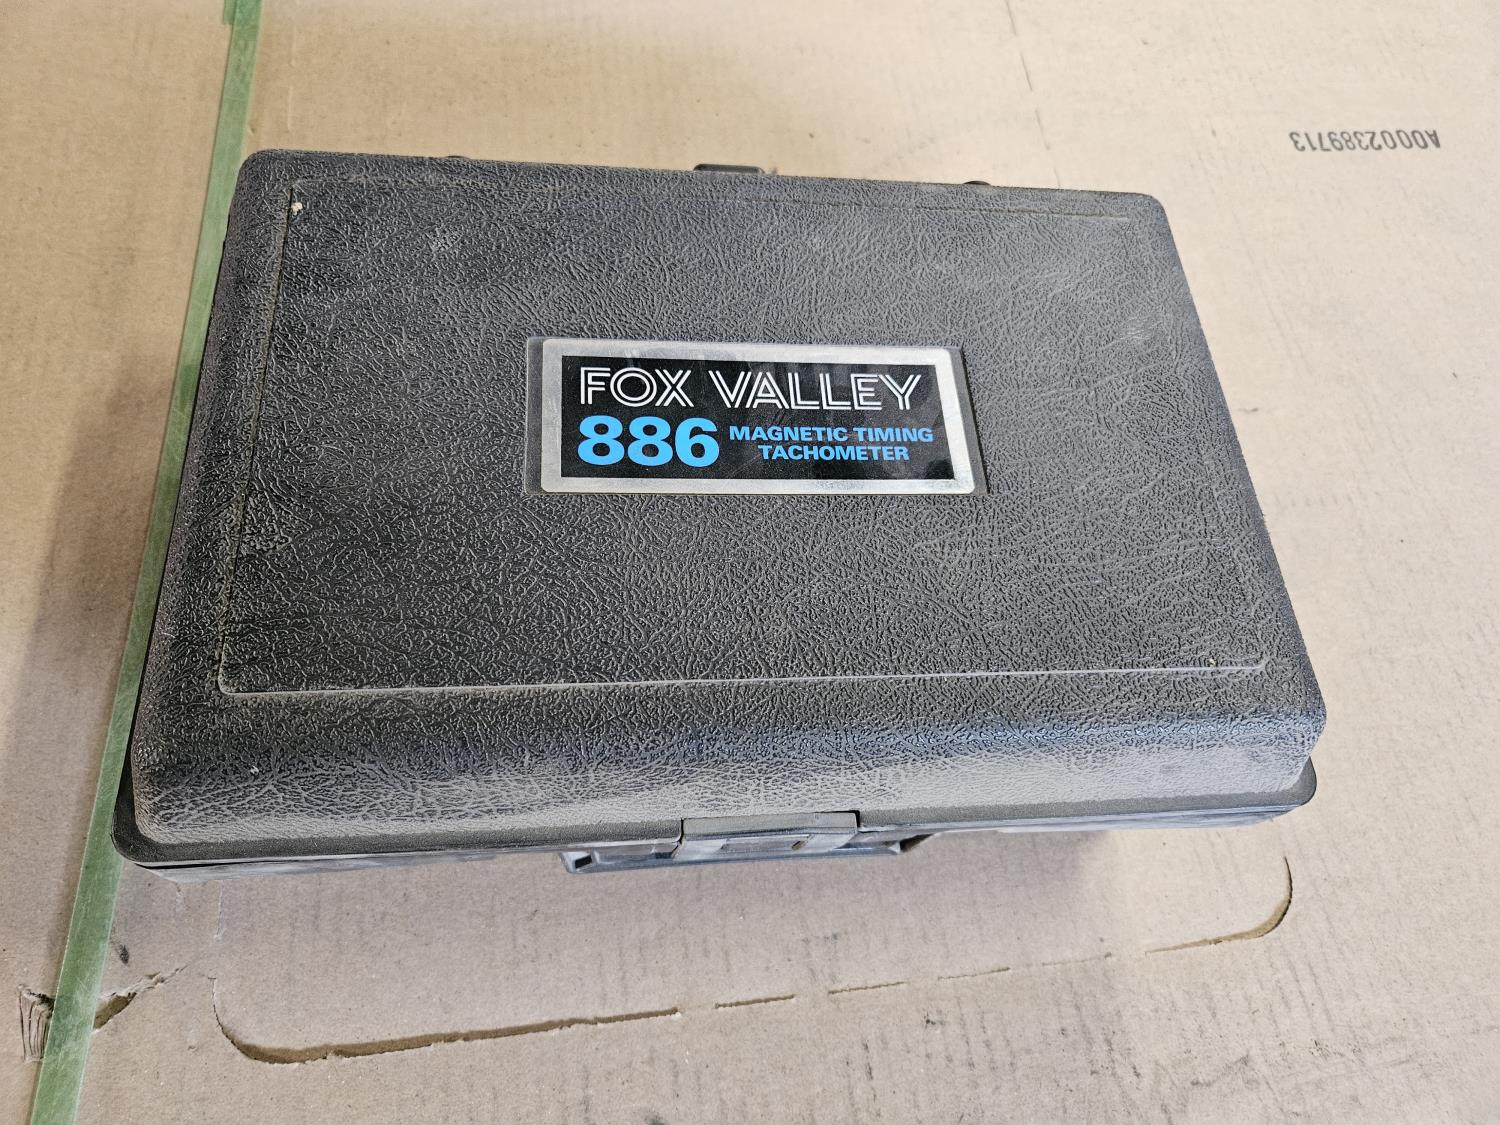 A0002389713
FOX VALLEY
886 MAGNETIC TIMING
TACHOMETER